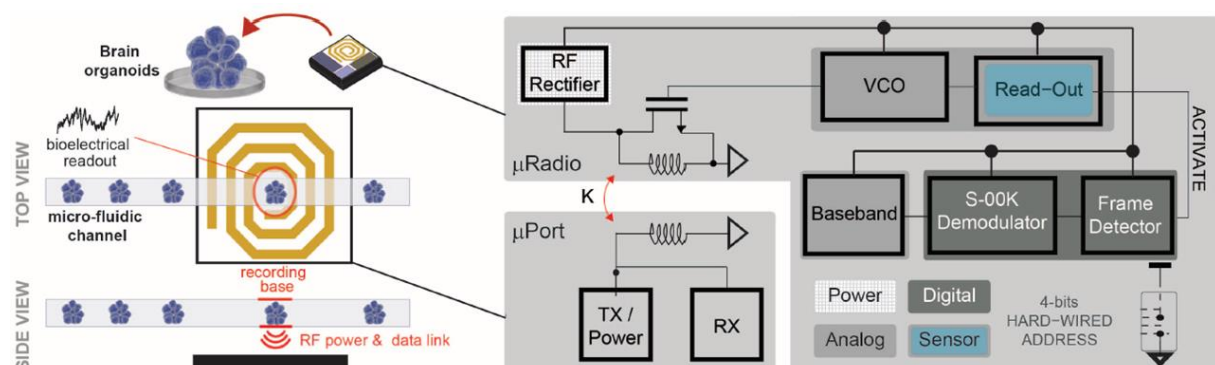 Brain
organoids
bioelectrical
readout
TOP VIEW
micro-fluidic
channel
recording
base
SIDE VIEW
RF power & data link
RF
Rectifier
VCO
Read-Out
μRadio
ACTIVATE
K
Baseband
S-00K
Demodulator
Frame
Detector
μPort
TX /
Power
RX
Power
Digital
Analog
Sensor
4-bits
HARD-WIRED
ADDRESS